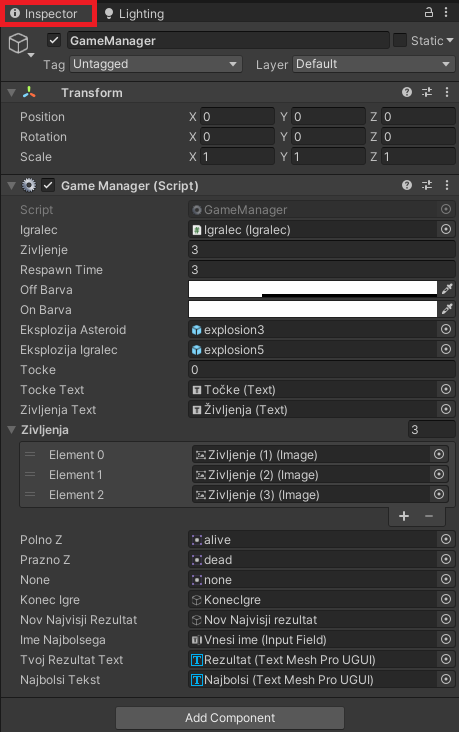 Inspector Lighting
GameManager Static
Tag Untagged Layer Default
Transform
Position X 0 Y 0 Z 0
Rotation X 0 Y 0 Z 0
Scale X 1 Y 1 Z 1
Game Manager (Script)
Script GameManager
Igralec Igralec (Igralec)
Zivljenje 3
Respawn Time 3
Off Barva
On Barva
Eksplozija Asteroid explosion3
Eksplozija Igralec explosion5
Tocke 0
Tocke Text Točke (Text)
Zivljenja Text Življenja (Text)
Zivljenja 3
Element 0 Zivljenje (1) (Image)
Element 1 Zivljenje (2) (Image)
Element 2 Zivljenje (3) (Image)
+ −
Polno Z alive
Prazno Z dead
None none
Konec Igre KonecIgre
Nov Najvisji Rezultat Nov Najvisji rezultat
Ime Najbolsega Vnesi ime (Input Field)
Tvoj Rezultat Text Rezultat (Text Mesh Pro UGUI)
Najbolsi Tekst Najbolsi (Text Mesh Pro UGUI)
Add Component